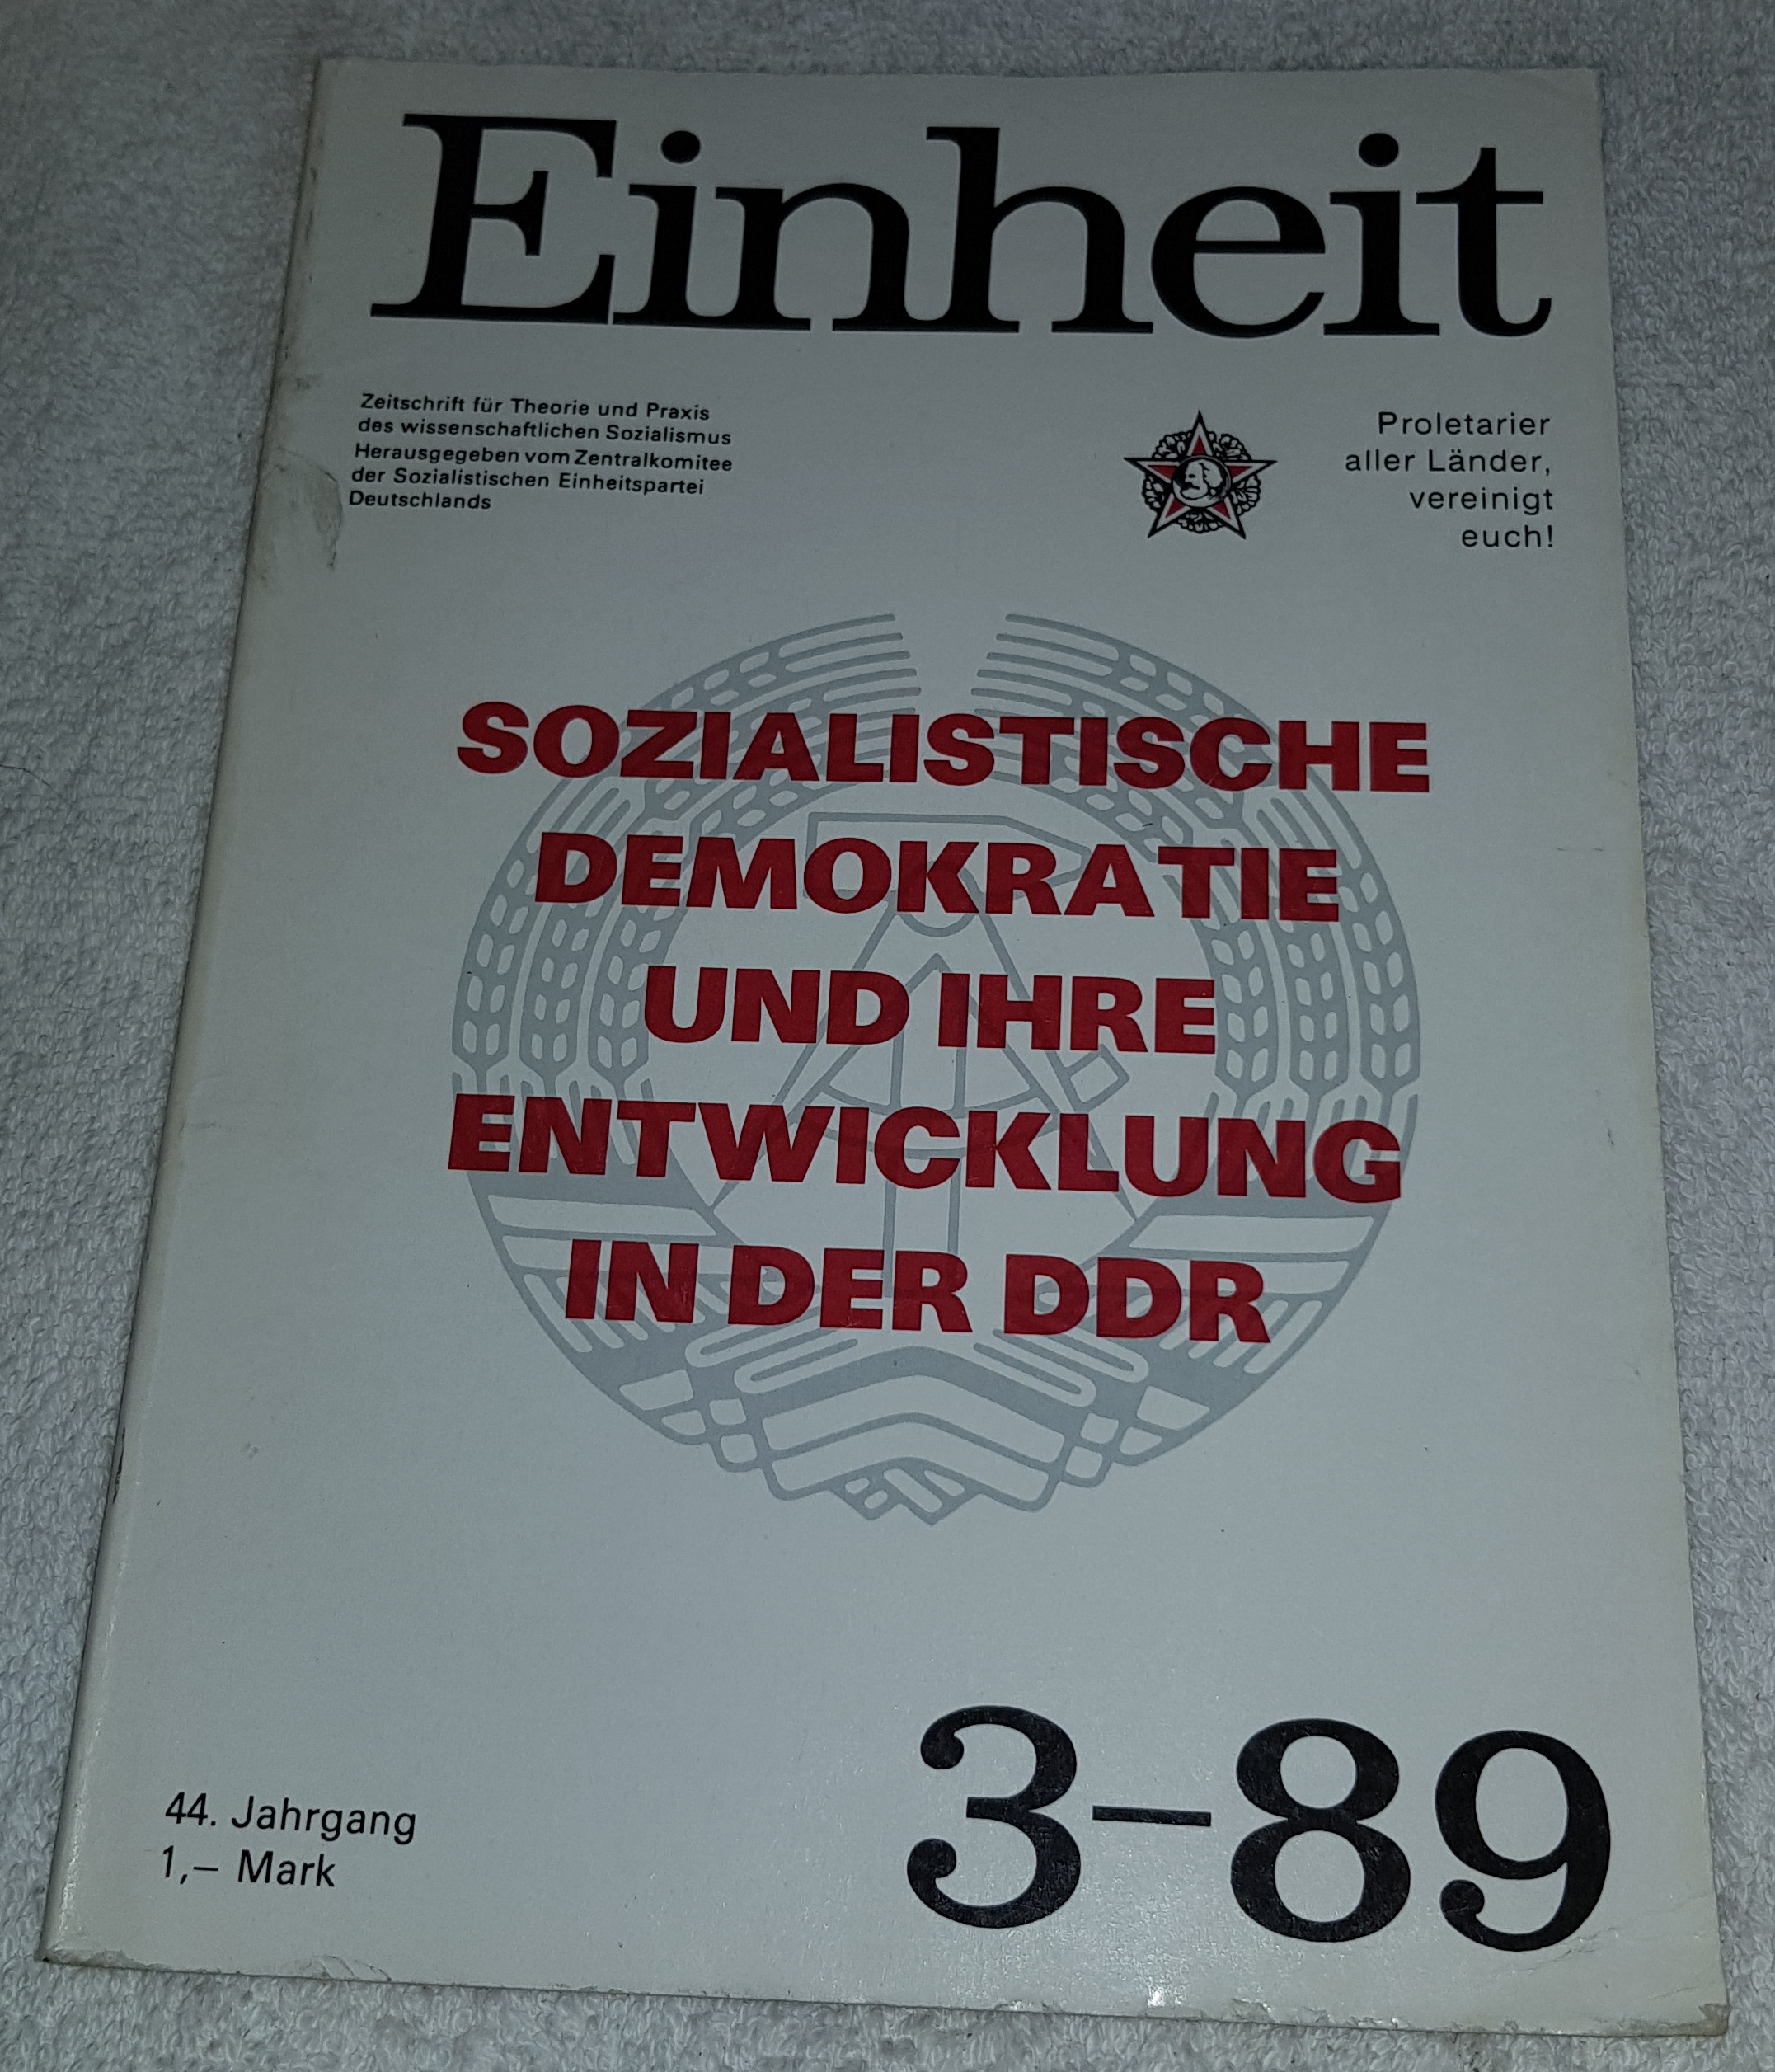 Einheit
Zeitschrift für Theorie und Praxis
des wissenschaftlichen Sozialismus
Herausgegeben vom Zentralkomitee
der Sozialistischen Einheitspartei
Deutschlands
Proletarier
aller Länder,
vereinigt
euch!
SOZIALISTISCHE
DEMOKRATIE
UND IHRE
ENTWICKLUNG
IN DER DDR
44. Jahrgang
1,– Mark
3–89